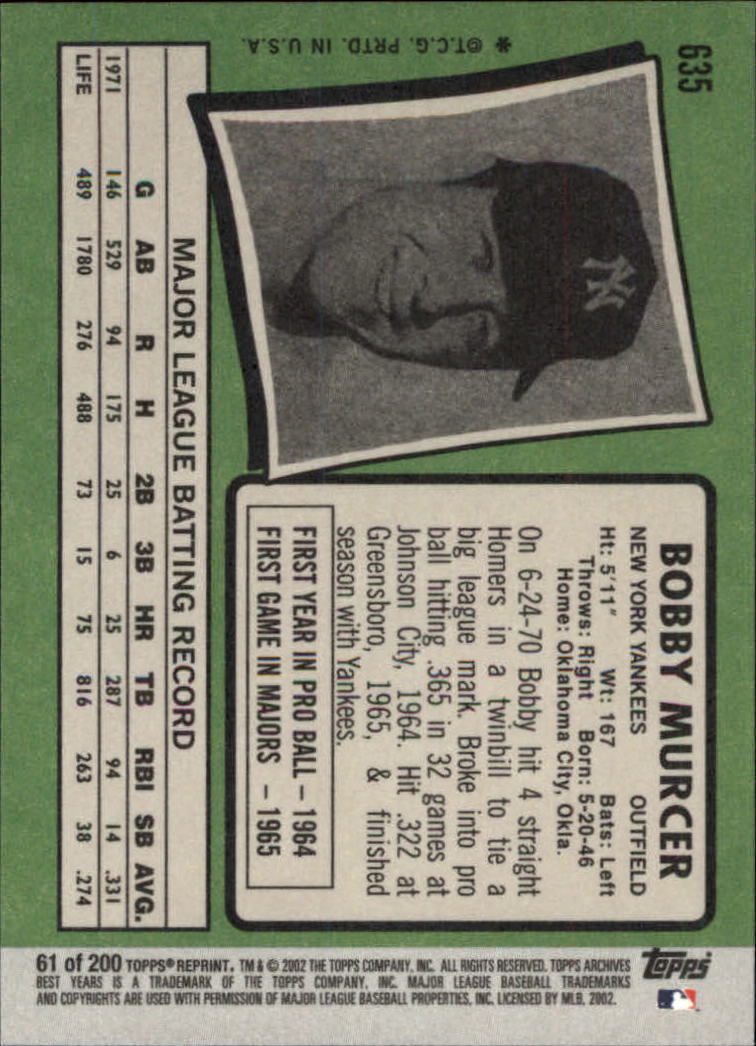 635
BOBBY MURCER
NEW YORK YANKEES OUTFIELD
Ht: 5'11" Wt: 167 Bats: Left
Throws: Right Born: 5-20-46
Home: Oklahoma City, Okla.
On 6-24-70 Bobby hit 4 straight
Homers in a twinbill to tie a
big league mark. Broke into pro
ball hitting .365 in 32 games at
Johnson City, 1964. Hit .322 at
Greensboro, 1965, & finished
season with Yankees.
FIRST YEAR IN PRO BALL – 1964
FIRST GAME IN MAJORS – 1965
NY
✻ ©T.C.G. PRTD. IN U.S.A.
MAJOR LEAGUE BATTING RECORD
G AB R H 2B 3B HR TB RBI SB AVG.
1971 146 529 94 175 25 6 25 287 94 14 .331
LIFE 489 1780 276 488 73 15 75 816 263 38 .274
61 of 200 TOPPS® REPRINT. TM & © 2002 THE TOPPS COMPANY, INC. ALL RIGHTS RESERVED. TOPPS ARCHIVES
BEST YEARS IS A TRADEMARK OF THE TOPPS COMPANY, INC. MAJOR LEAGUE BASEBALL TRADEMARKS
AND COPYRIGHTS ARE USED WITH PERMISSION OF MAJOR LEAGUE BASEBALL PROPERTIES, INC. LICENSED BY MLB, 2002.
topps